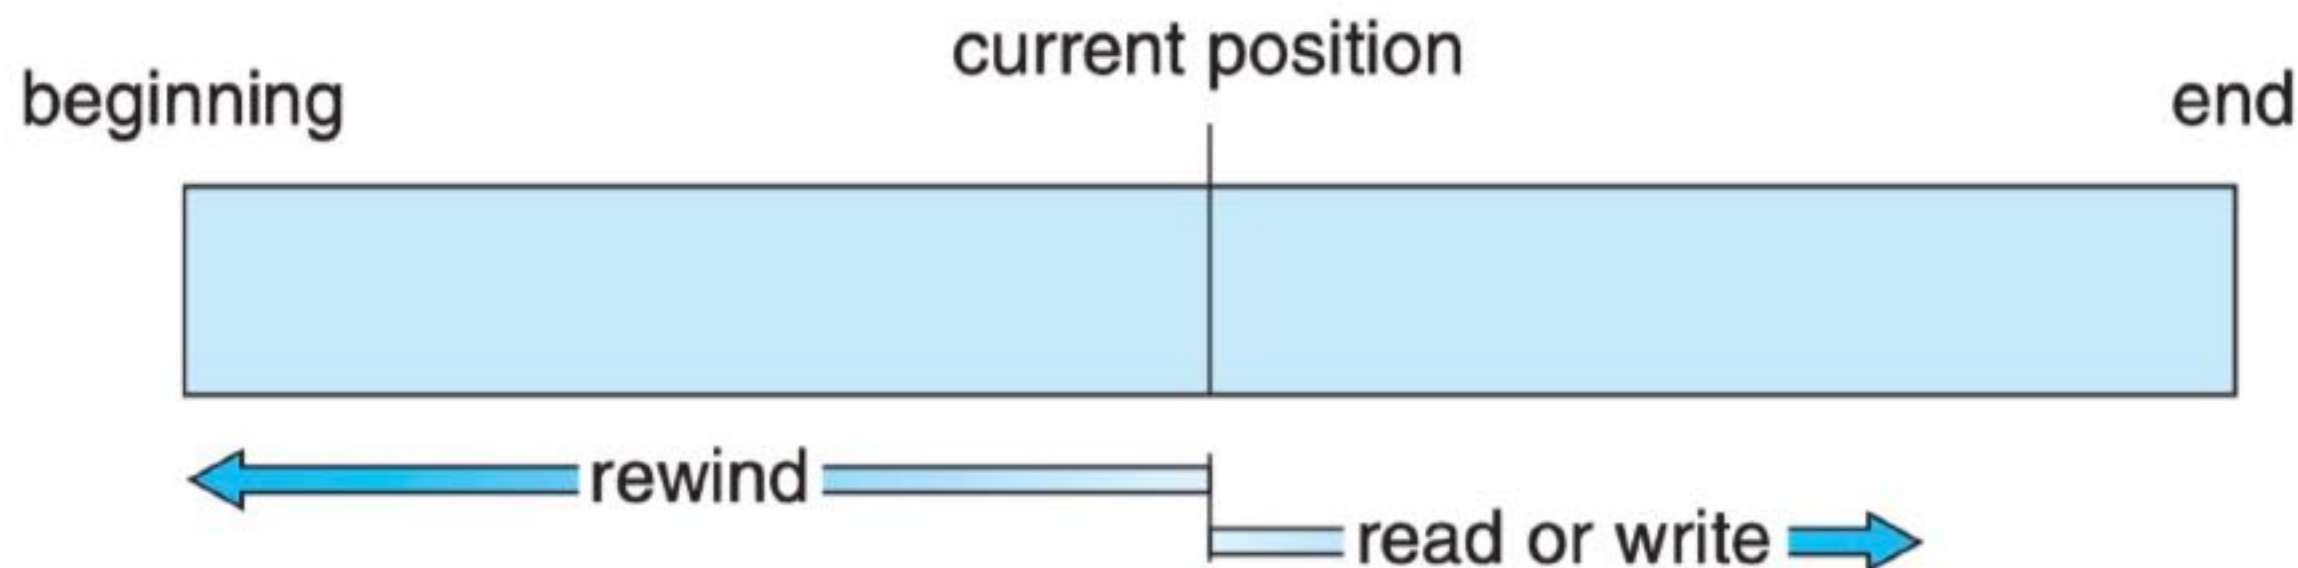 current position
beginning
end
rewind
read or write